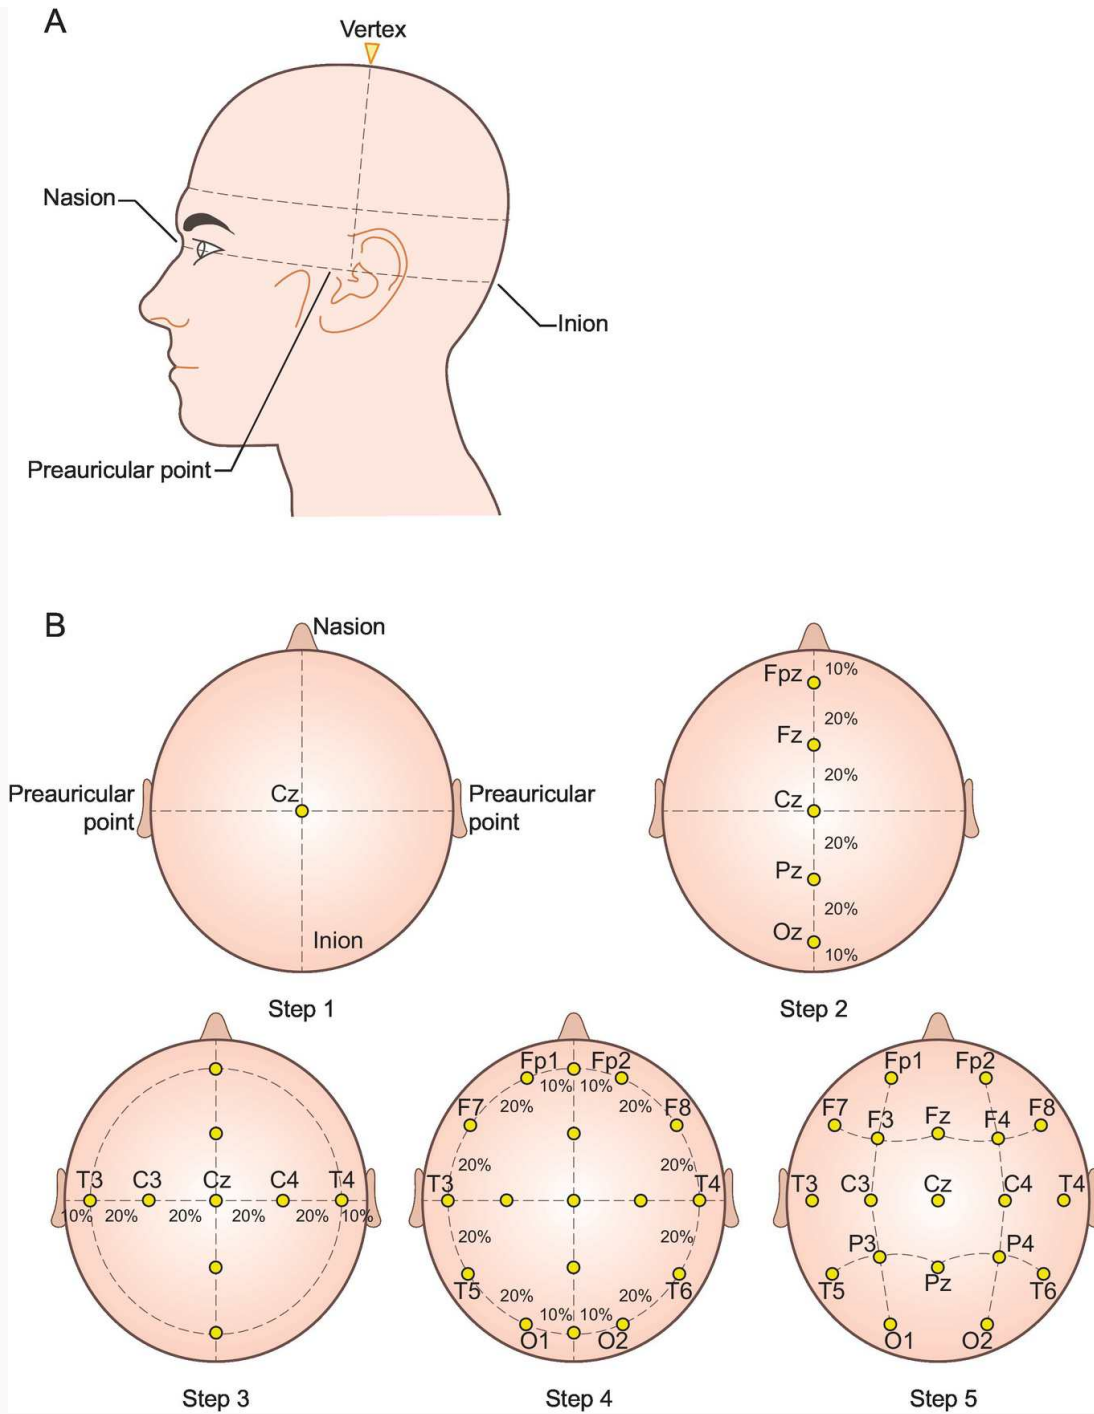 A
Vertex
Nasion
Inion
Preauricular point
B
Nasion
Cz
Preauricular
point
Preauricular
point
Inion
Step 1
Fpz
10%
20%
Fz
20%
Cz
20%
Pz
20%
Oz
10%
Step 2
T3
C3
Cz
C4
T4
10%
20%
20%
20%
20%
10%
Step 3
Fp1
Fp2
10%
10%
20%
20%
F7
F8
20%
20%
T3
T4
20%
20%
T5
T6
20%
20%
10%
10%
O1
O2
Step 4
Fp1
Fp2
F7
F3
Fz
F4
F8
T3
C3
Cz
C4
T4
P3
P4
Pz
T5
T6
O1
O2
Step 5